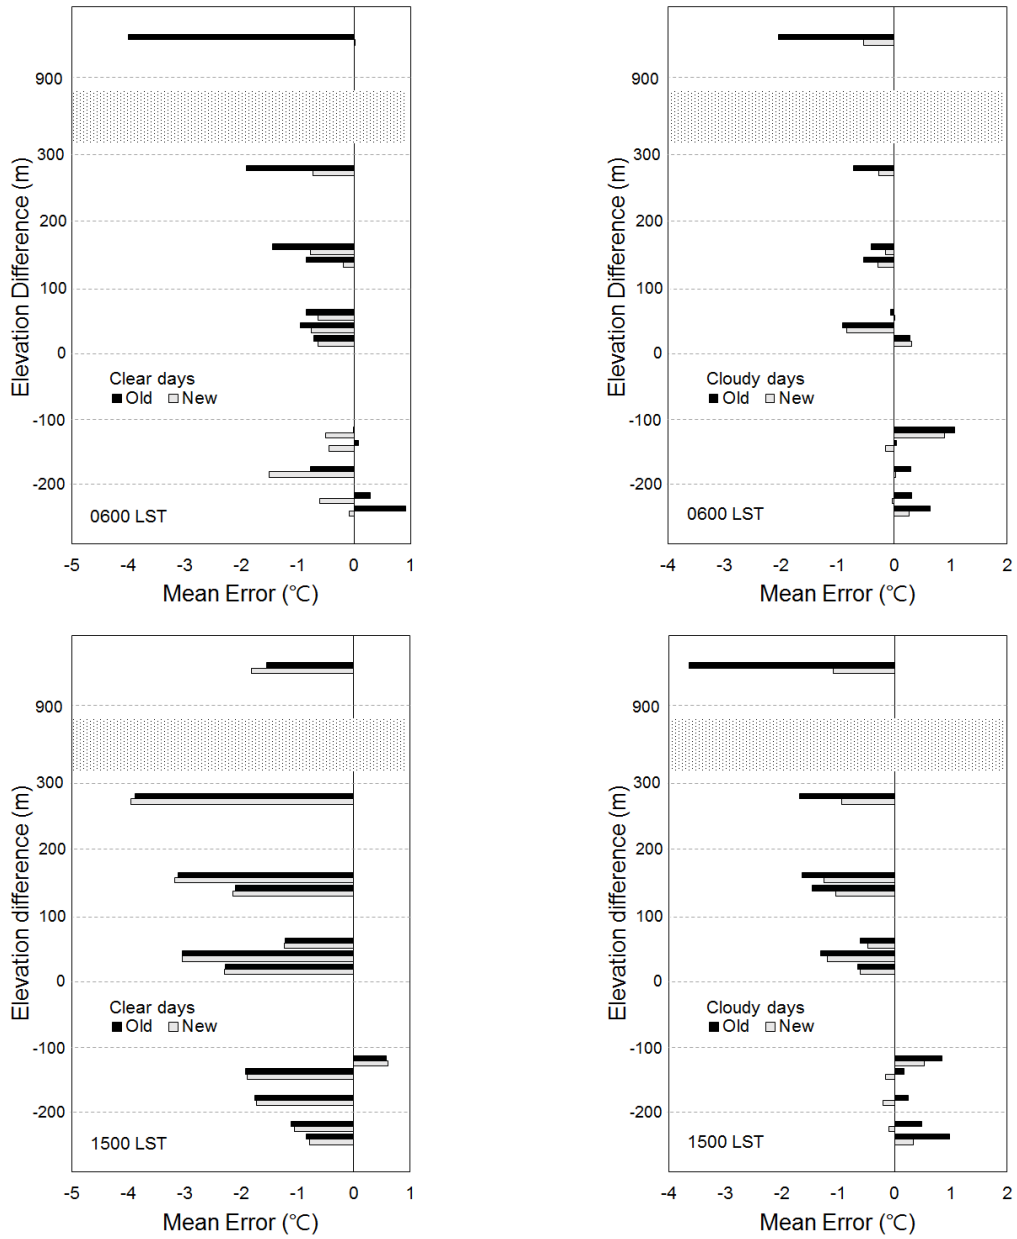 900
300
200
100
0
-100
-200
Elevation Difference (m)
Clear days
Old New
0600 LST
-5 -4 -3 -2 -1 0 1
Mean Error (℃)
900
300
200
100
0
-100
-200
Elevation Difference (m)
Cloudy days
Old New
0600 LST
-4 -3 -2 -1 0 1 2
Mean Error (℃)
900
300
200
100
0
-100
-200
Elevation difference (m)
Clear days
Old New
1500 LST
-5 -4 -3 -2 -1 0 1
Mean Error (℃)
900
300
200
100
0
-100
-200
Elevation difference (m)
Cloudy days
Old New
1500 LST
-4 -3 -2 -1 0 1 2
Mean Error (℃)